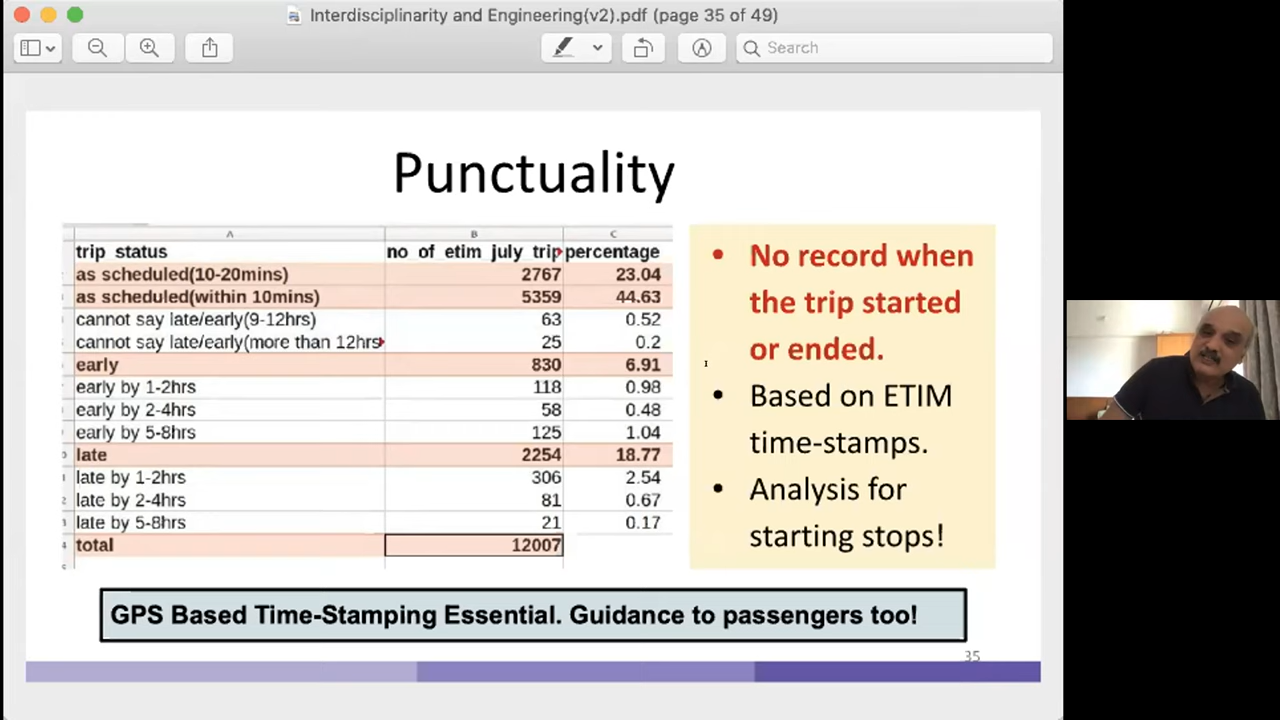 Interdisciplinarity and Engineering(v2).pdf (page 35 of 49)
Search
Punctuality
A B C
trip status no of etim july trip percentage
as scheduled(10-20mins) 2767 23.04
as scheduled(within 10mins) 5359 44.63
cannot say late/early(9-12hrs) 63 0.52
cannot say late/early(more than 12hrs 25 0.2
early 830 6.91
early by 1-2hrs 118 0.98
early by 2-4hrs 58 0.48
early by 5-8hrs 125 1.04
late 2254 18.77
late by 1-2hrs 306 2.54
late by 2-4hrs 81 0.67
late by 5-8hrs 21 0.17
total 12007
• No record when
the trip started
or ended.
• Based on ETIM
time-stamps.
• Analysis for
starting stops!
GPS Based Time-Stamping Essential. Guidance to passengers too!
35